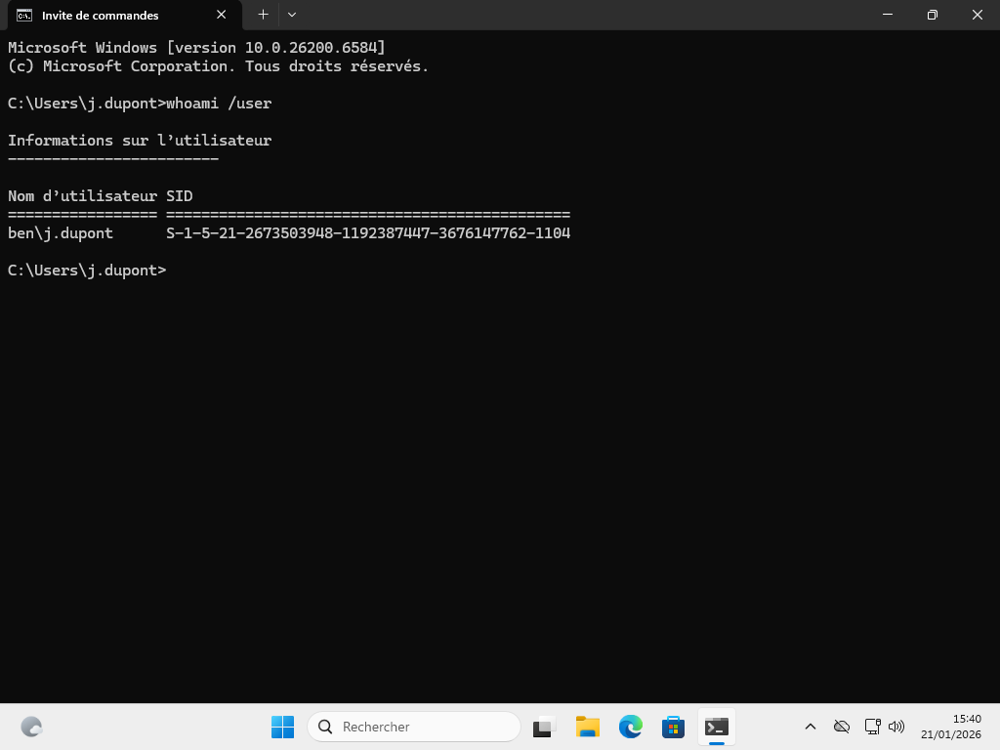 Invite de commandes
Microsoft Windows [version 10.0.26200.6584]
(c) Microsoft Corporation. Tous droits réservés.
C:\Users\j.dupont>whoami /user
Informations sur l’utilisateur
------------------------
Nom d’utilisateur SID
================= ==============================================
ben\j.dupont      S-1-5-21-2673503948-1192387447-3676147762-1104
C:\Users\j.dupont>
Rechercher
15:40
21/01/2026